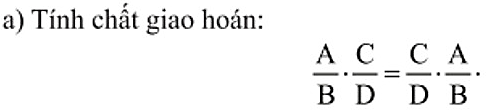 a) Tính chất giao hoán:
A/B · C/D = C/D · A/B ·